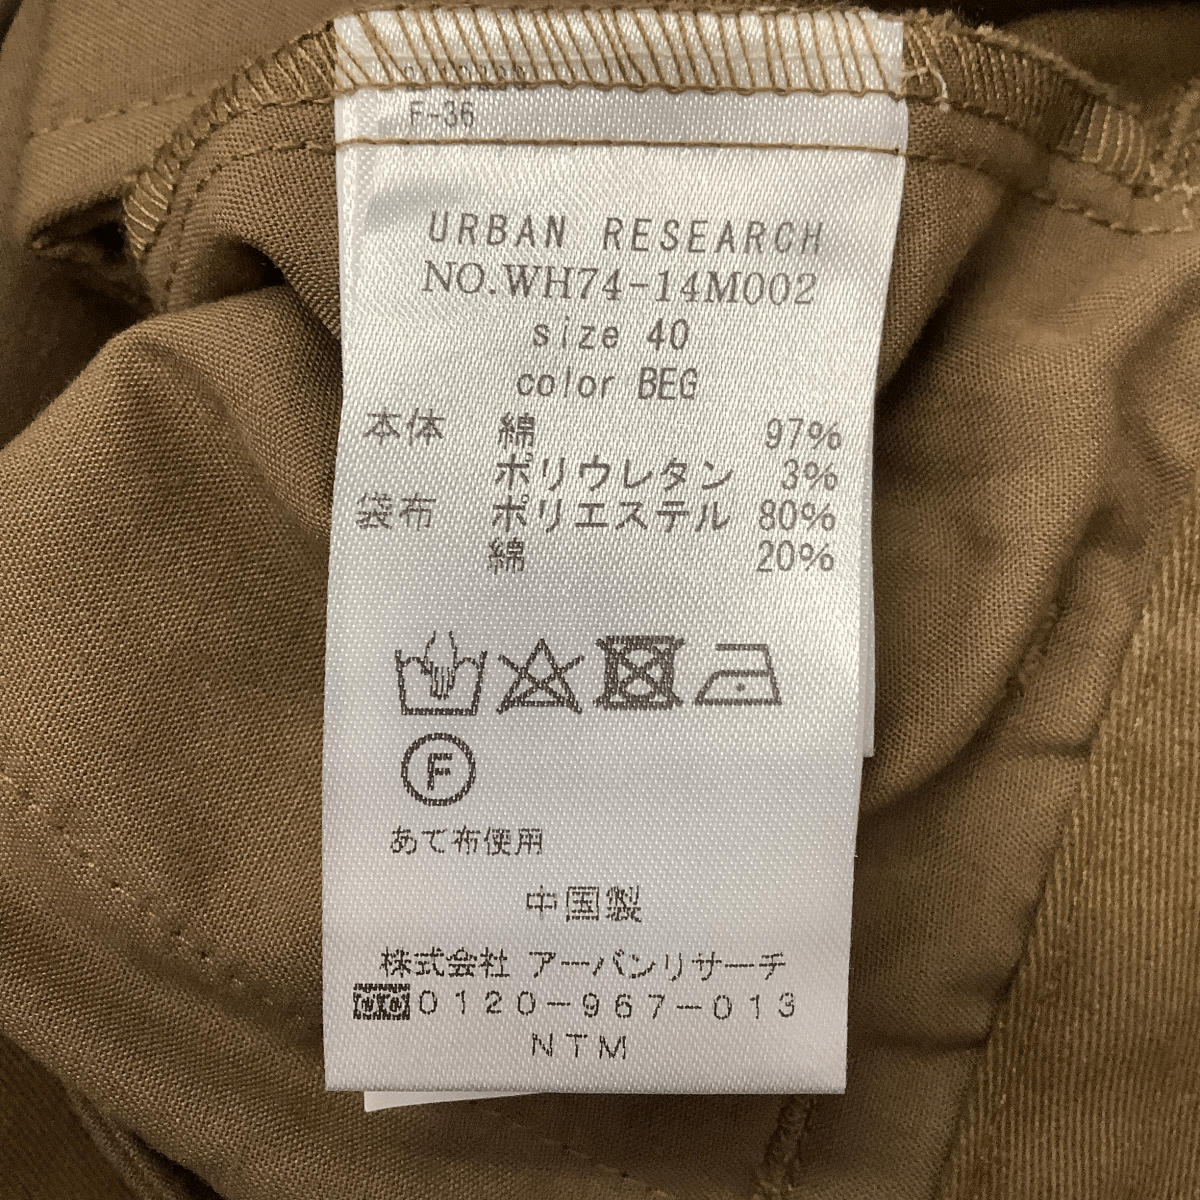 F-36
URBAN RESEARCH
NO.WH74-14M002
size 40
color BEG
本体 綿 97%
ポリウレタン 3%
袋布 ポリエステル 80%
綿 20%
F
あて布使用
中国製
株式会社 アーバンリサーチ
0120-967-013
NTM